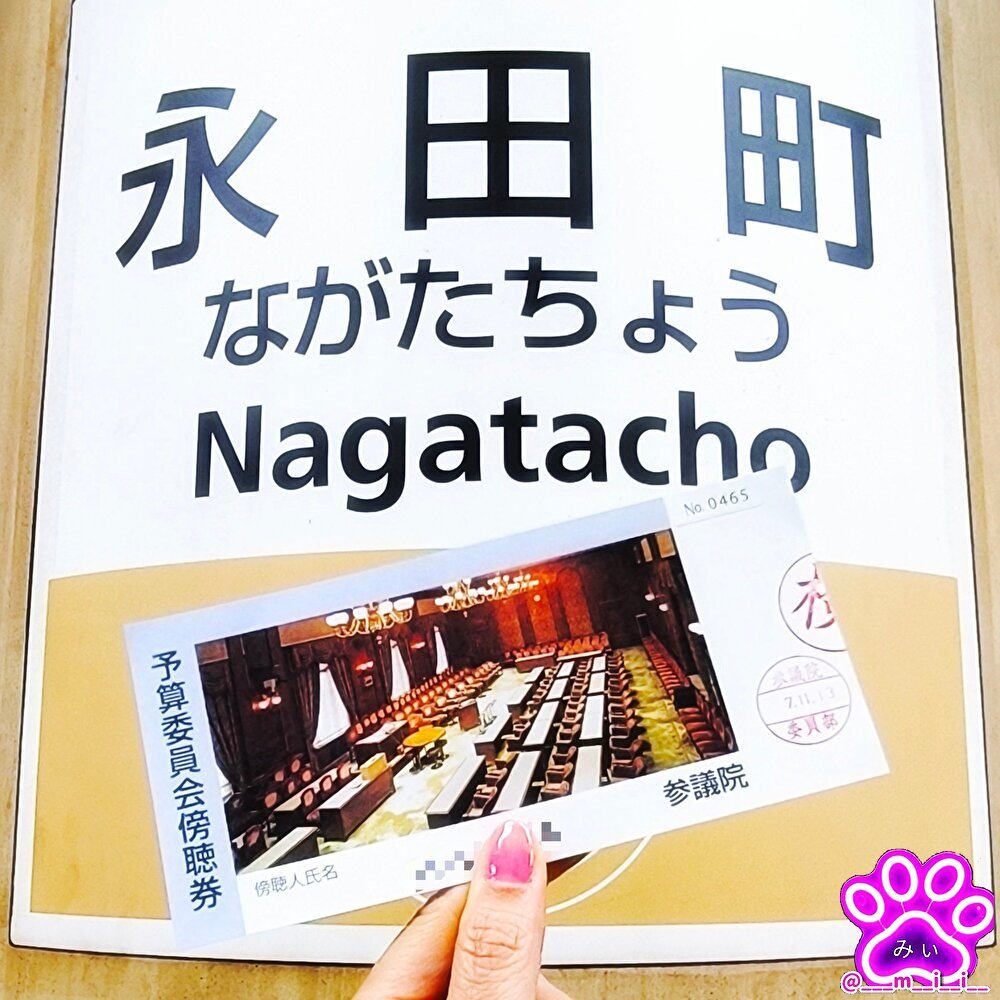 永田町
ながたちょう
Nagatacho
No. 0465
予算委員会傍聴券
参議院
7.11.13
委員部
参議院
傍聴人氏名
みい